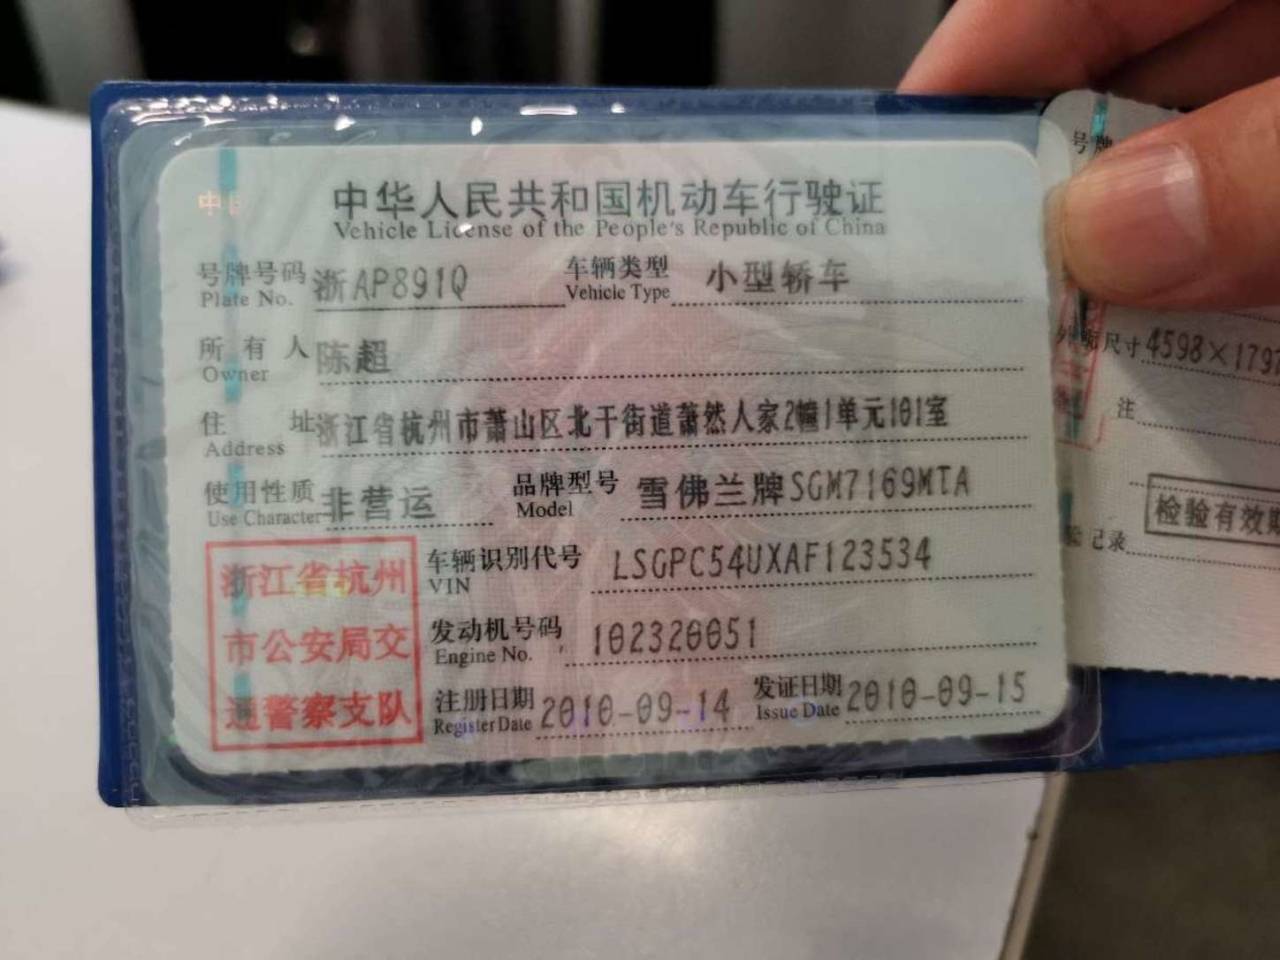 中华人民共和国机动车行驶证
Vehicle License of the People's Republic of China
号牌号码 浙AP891Q 车辆类型 小型轿车
Plate No. Vehicle Type
所有人 陈超
Owner
住址 浙江省杭州市萧山区北干街道萧然人家2幢1单元101室
Address
使用性质 非营运 品牌型号 雪佛兰牌SGM7169MTA
Use Character Model
浙江省杭州
市公安局交
通警察支队
车辆识别代号 LSGPC54UXAF123534
VIN
发动机号码 102320051
Engine No.
注册日期 2010-09-14 发证日期 2010-09-15
Register Date Issue Date
号牌
尺寸 4598×1797
注
检验有效期
记录